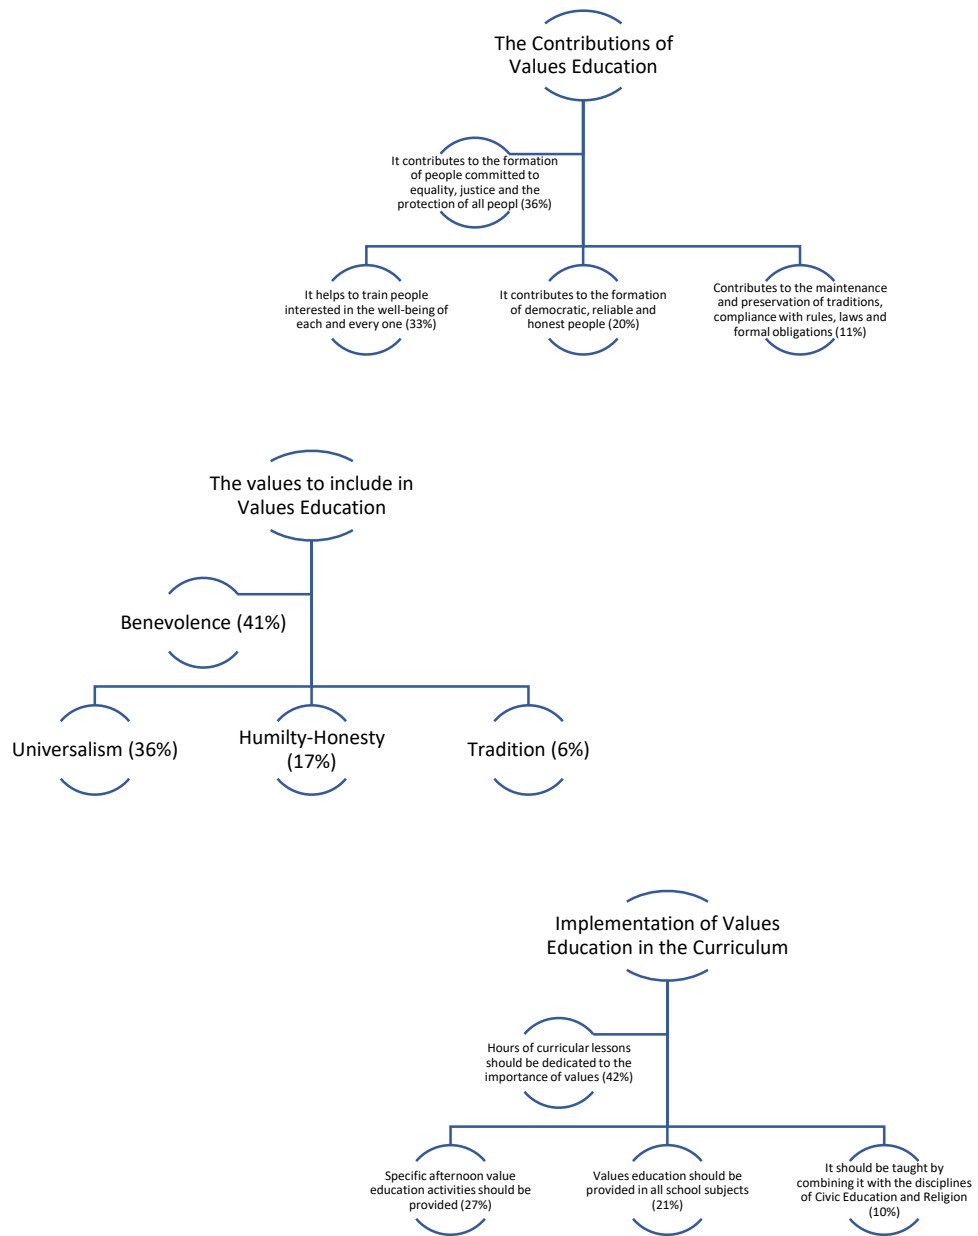 The Contributions of
Values Education
It contributes to the formation
of people committed to
equality, justice and the
protection of all peopl (36%)
It helps to train people
interested in the well-being of
each and every one (33%)
It contributes to the formation
of democratic, reliable and
honest people (20%)
Contributes to the maintenance
and preservation of traditions,
compliance with rules, laws and
formal obligations (11%)
The values to include in
Values Education
Benevolence (41%)
Universalism (36%)
Humilty-Honesty
(17%)
Tradition (6%)
Implementation of Values
Education in the Curriculum
Hours of curricular lessons
should be dedicated to the
importance of values (42%)
Specific afternoon value
education activities should be
provided (27%)
Values education should be
provided in all school subjects
(21%)
It should be taught by
combining it with the disciplines
of Civic Education and Religion
(10%)